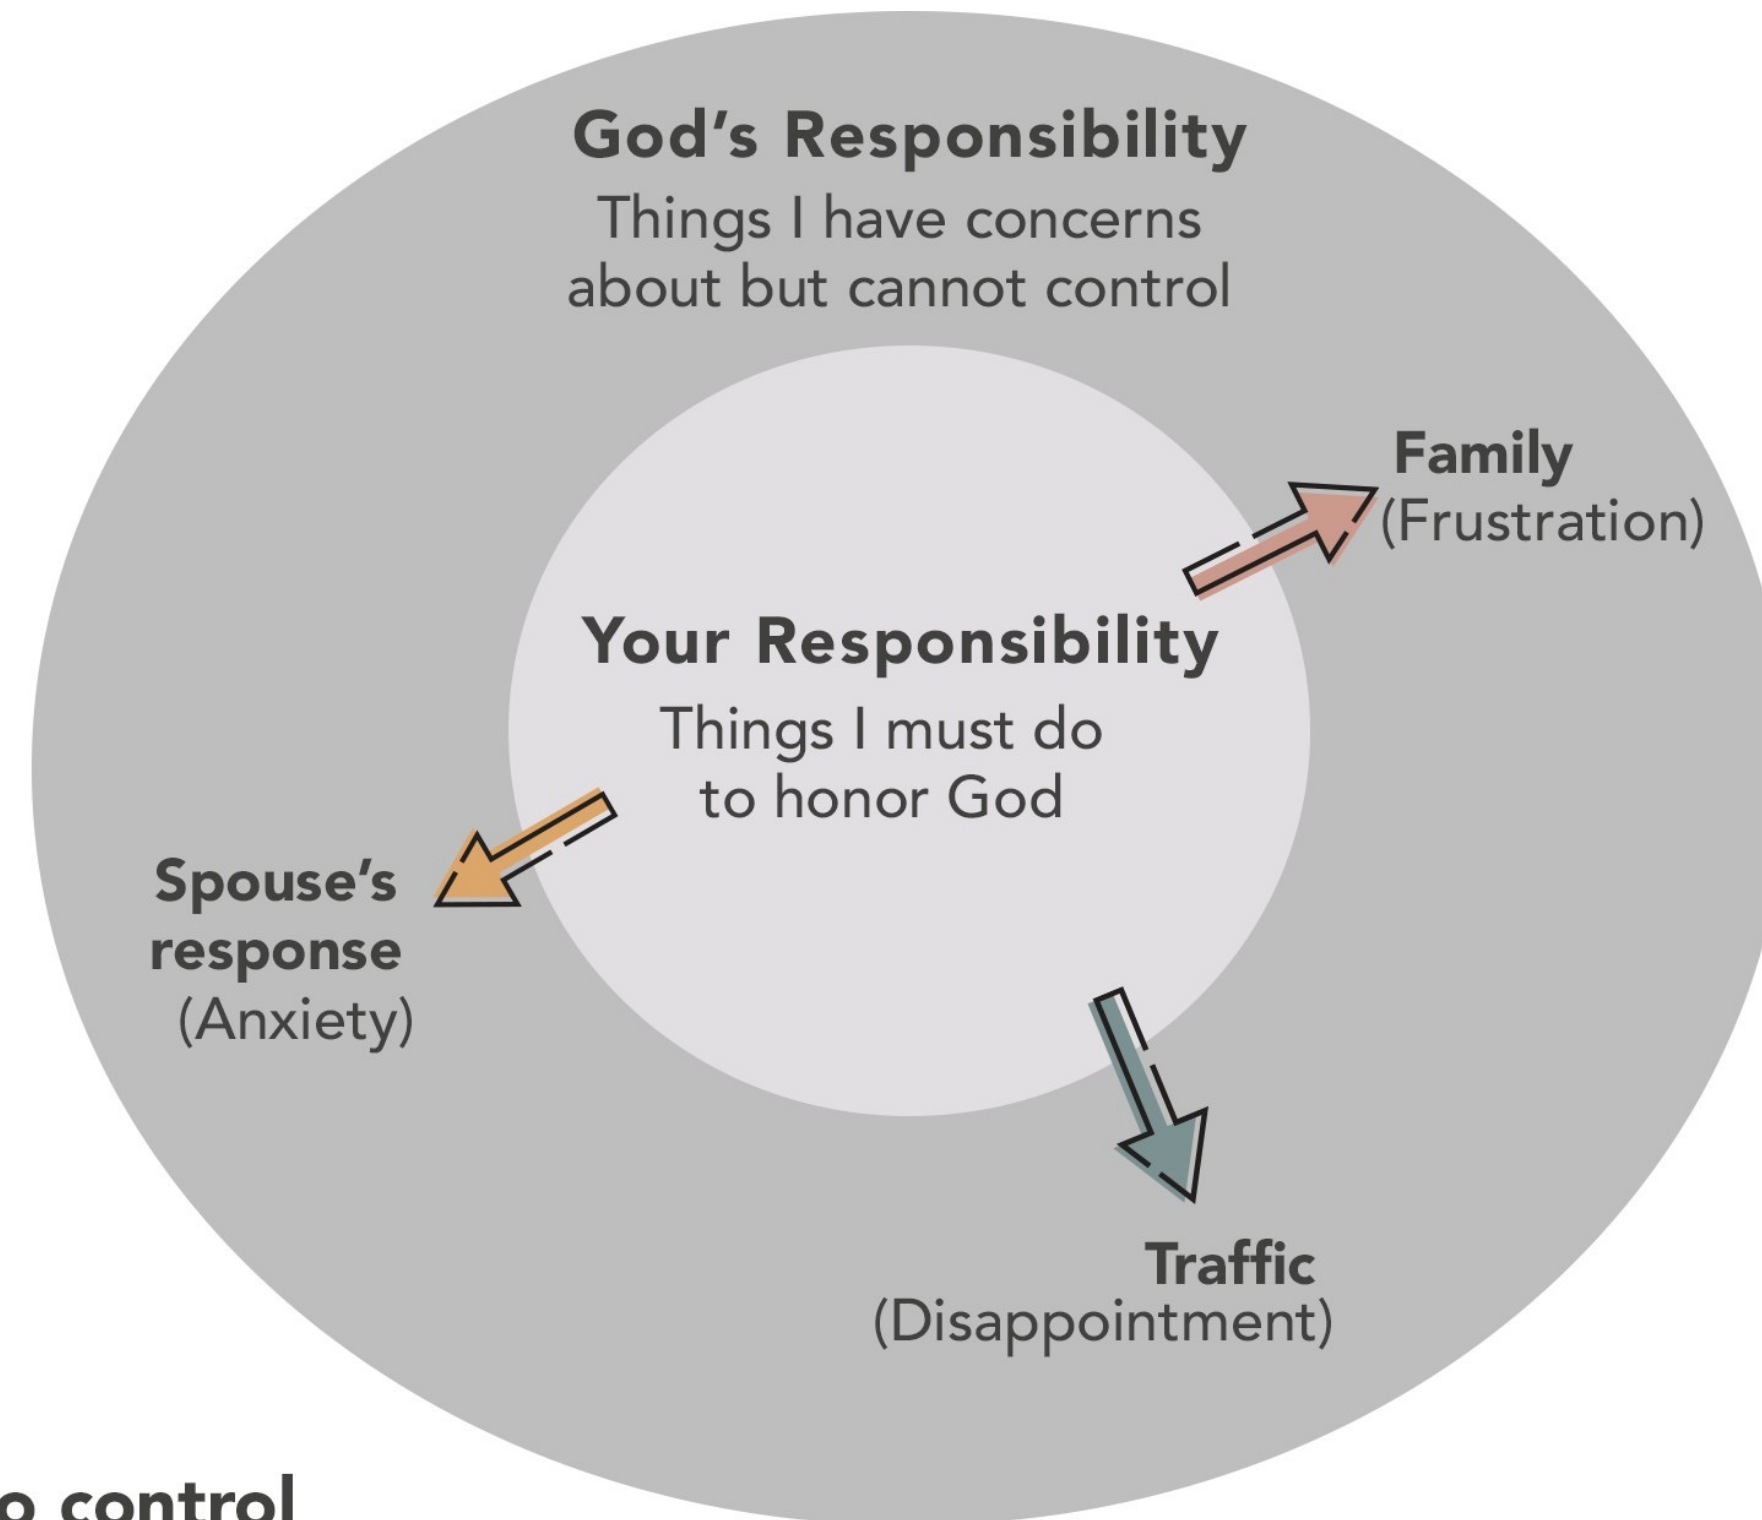 God’s Responsibility
Things I have concerns
about but cannot control
Family
(Frustration)
Your Responsibility
Things I must do
to honor God
Spouse’s
response
(Anxiety)
Traffic
(Disappointment)
control